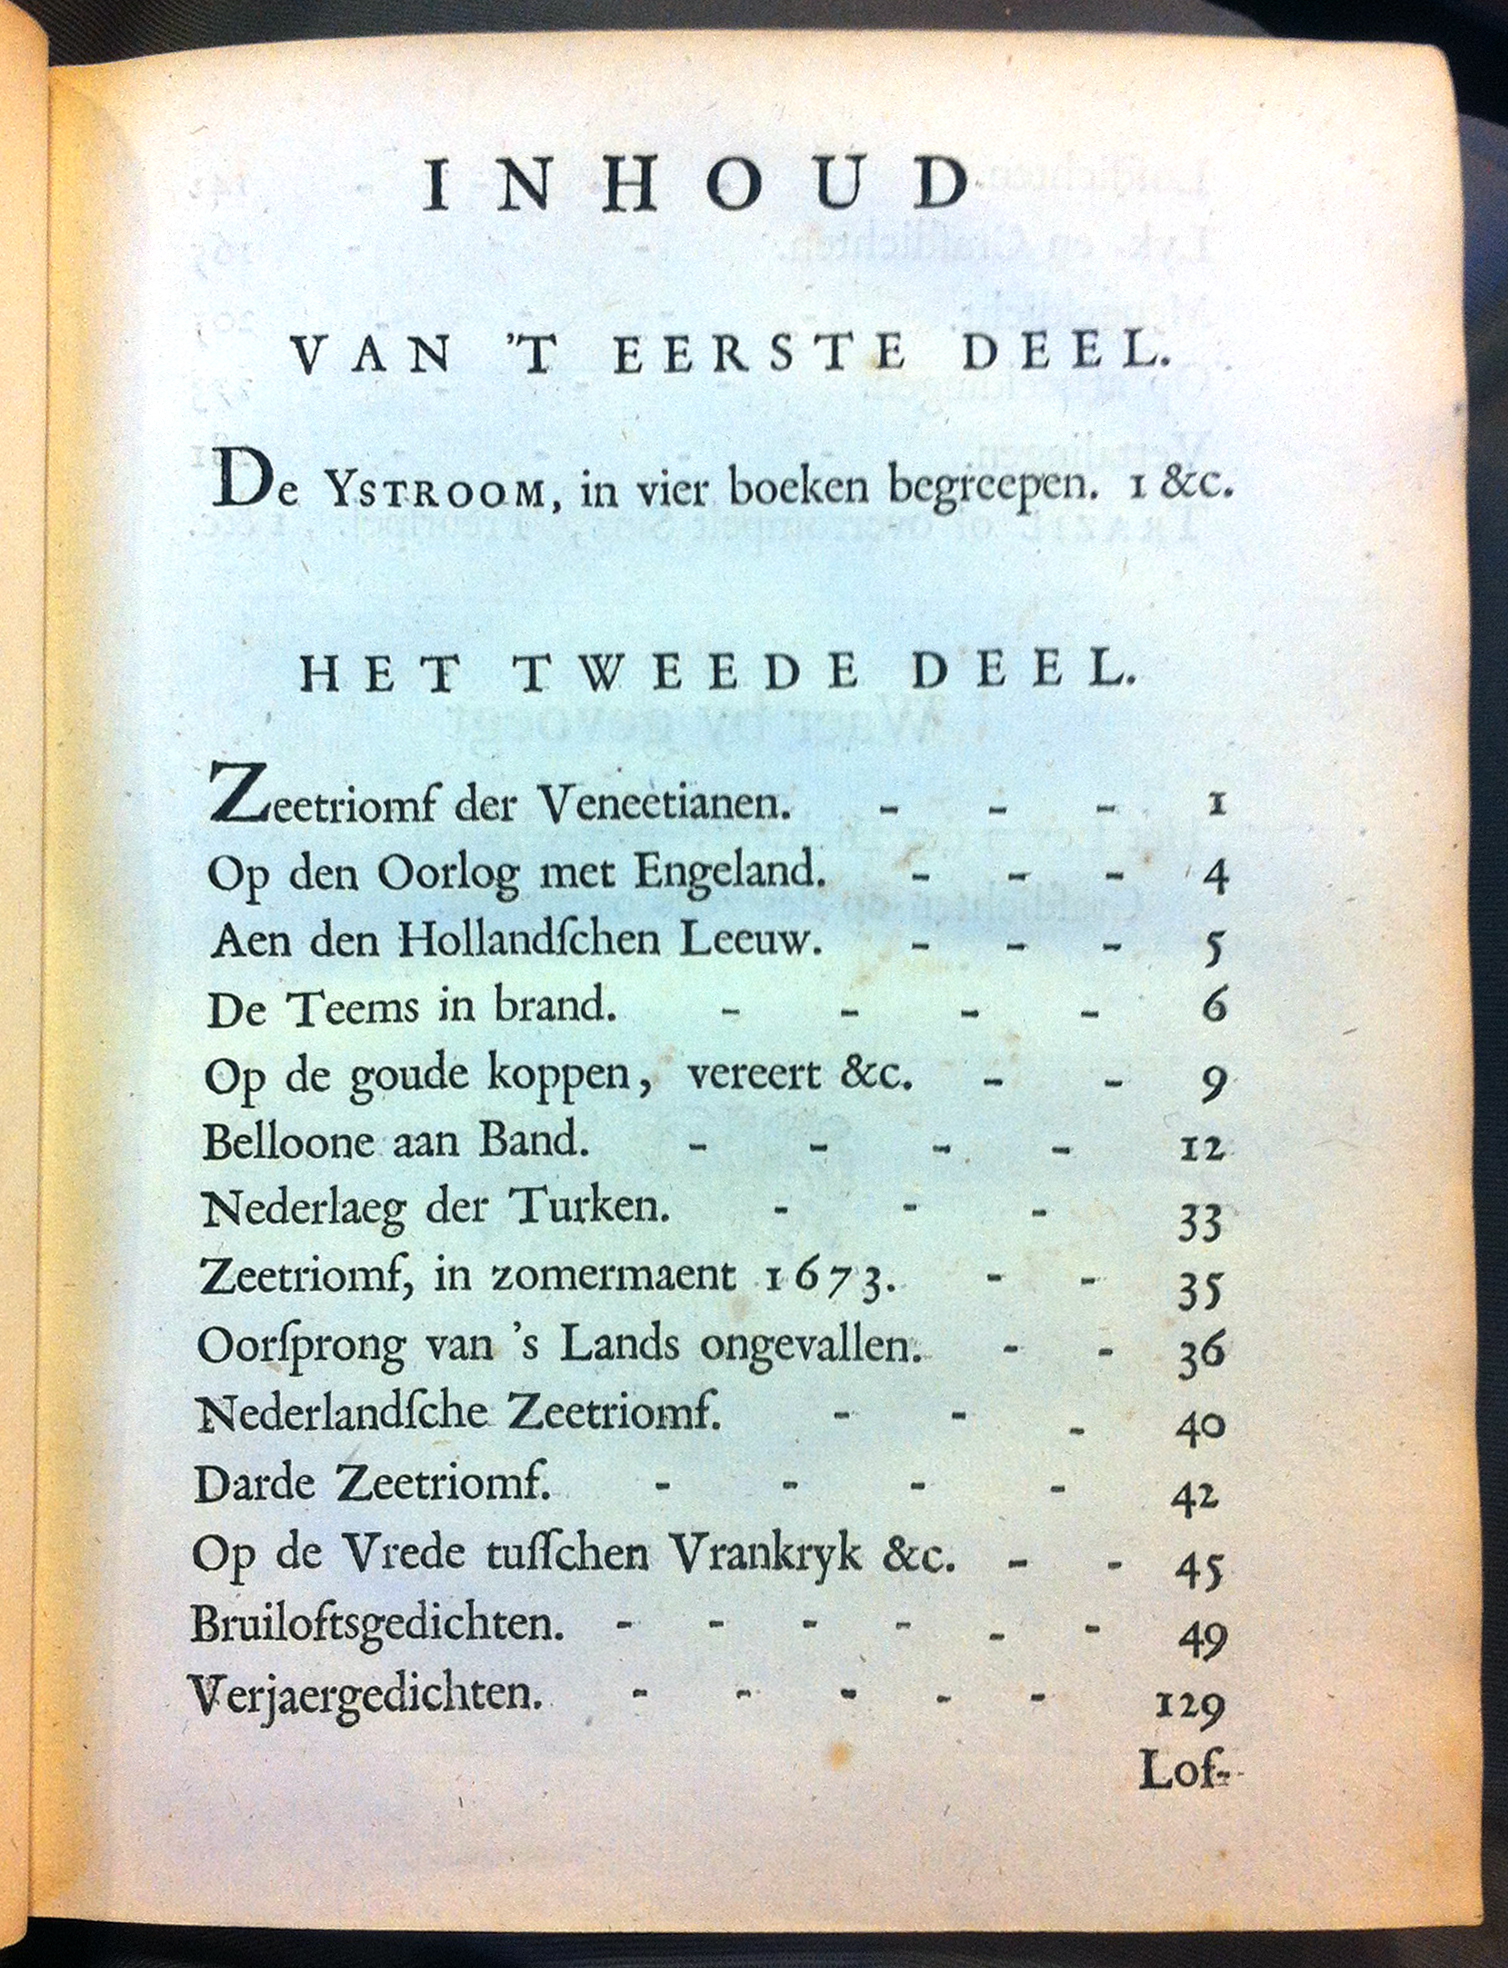 INHOUD
VAN 'T EERSTE DEEL.
De YSTROOM, in vier boeken begreepen. 1 &c.
HET TWEEDE DEEL.
Zeetriomf der Veneetianen. - - - 1
Op den Oorlog met Engeland. - - - 4
Aen den Hollandſchen Leeuw. - - - 5
De Teems in brand. - - - - 6
Op de goude koppen, vereert &c. - - 9
Belloone aan Band. - - - - 12
Nederlaeg der Turken. - - - 33
Zeetriomf, in zomermaent 1673. - - 35
Oorſprong van 's Lands ongevallen. - - 36
Nederlandſche Zeetriomf. - - - 40
Darde Zeetriomf. - - - - 42
Op de Vrede tuſſchen Vrankryk &c. - - 45
Bruiloftsgedichten. - - - - - - 49
Verjaergedichten. - - - - - 129
Lof-